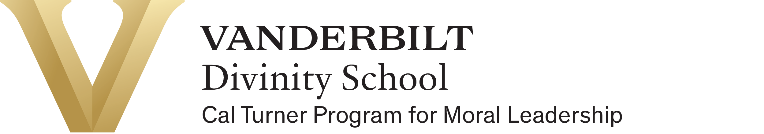 VANDERBILT
Divinity School
Cal Turner Program for Moral Leadership